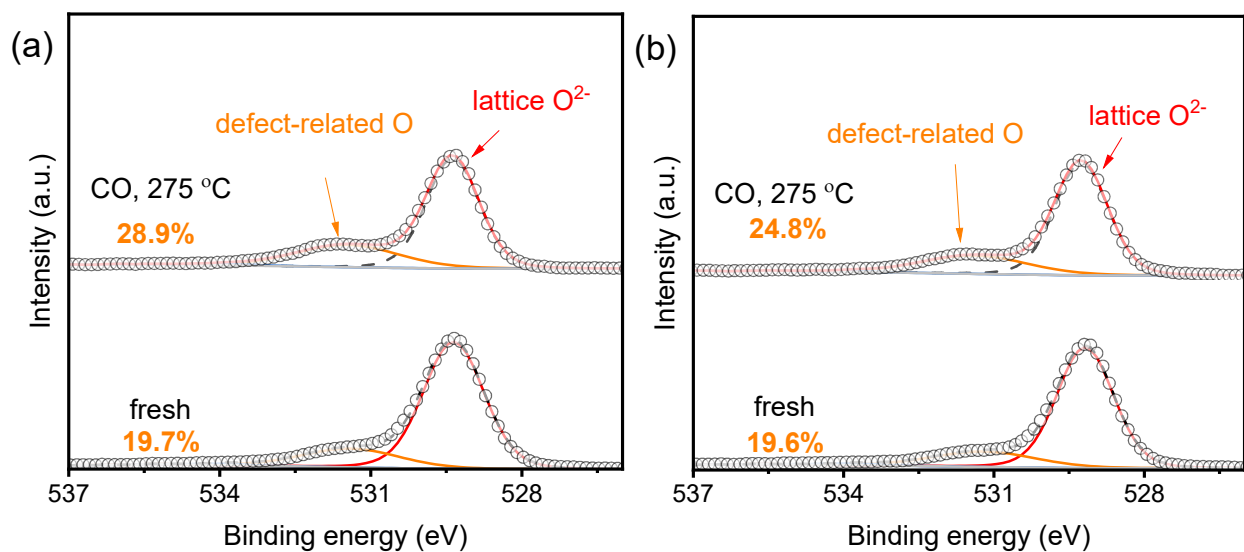 (a)
lattice O²⁻
defect-related O
CO, 275 °C
28.9%
fresh
19.7%
Intensity (a.u.)
537 534 531 528
Binding energy (eV)
(b)
lattice O²⁻
defect-related O
CO, 275 °C
24.8%
fresh
19.6%
Intensity (a.u.)
537 534 531 528
Binding energy (eV)